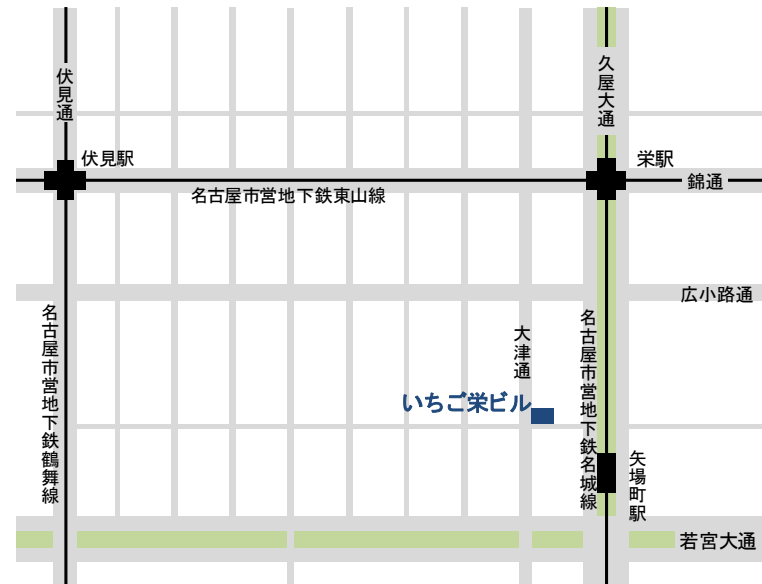 伏見通
久屋大通
伏見駅
栄駅
錦通
名古屋市営地下鉄東山線
広小路通
名古屋市営地下鉄鶴舞線
名古屋市営地下鉄名城線
大津通
いちご栄ビル
矢場町駅
若宮大通